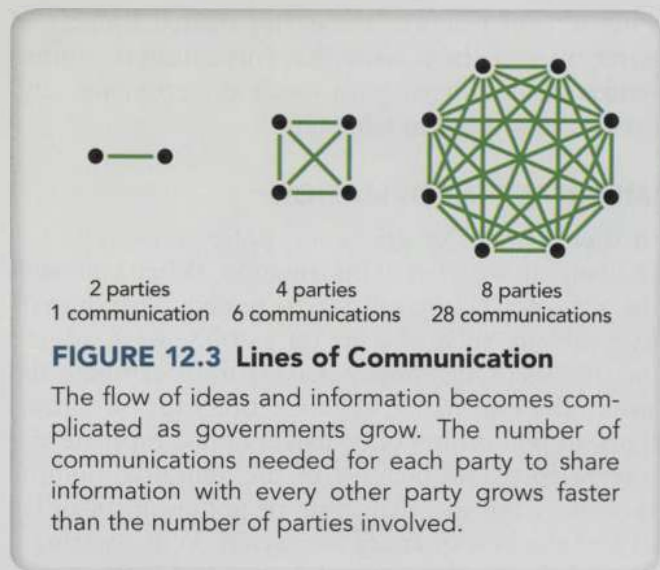 2 parties
1 communication
4 parties
6 communications
8 parties
28 communications
FIGURE 12.3 Lines of Communication
The flow of ideas and information becomes com-
plicated as governments grow. The number of
communications needed for each party to share
information with every other party grows faster
than the number of parties involved.